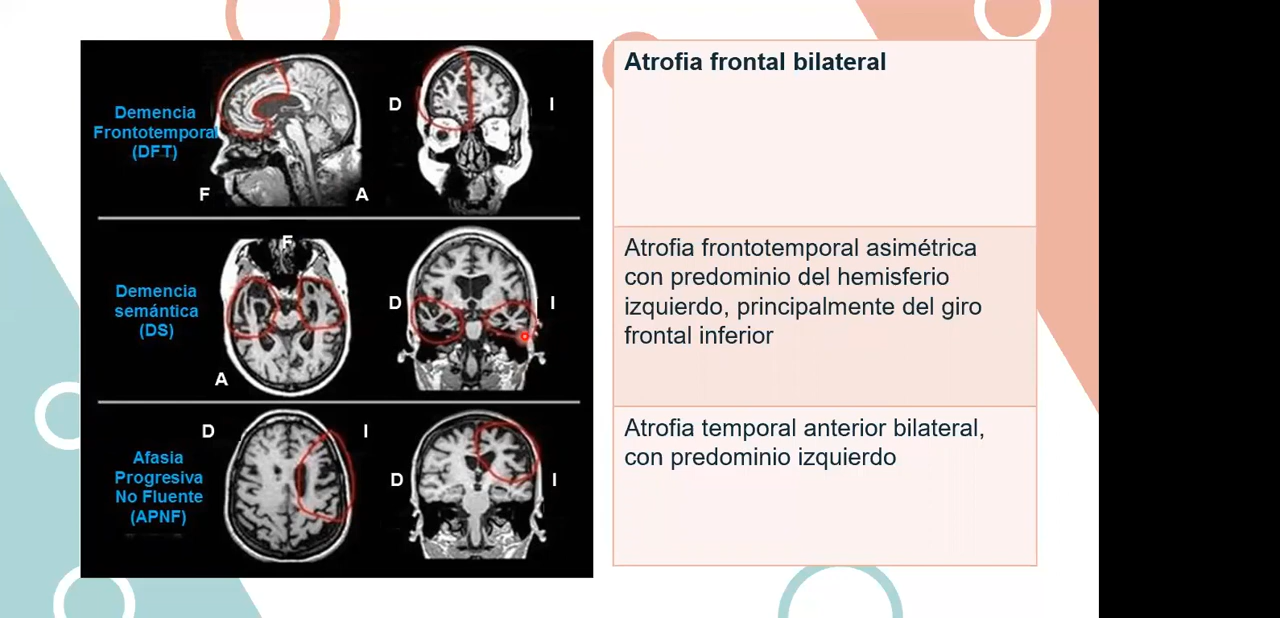 Demencia
Frontotemporal
(DFT)
D
I
F
A
Atrofia frontal bilateral
F
Demencia
semántica
(DS)
D
I
A
Atrofia frontotemporal asimétrica
con predominio del hemisferio
izquierdo, principalmente del giro
frontal inferior
D
I
Afasia
Progresiva
No Fluente
(APNF)
D
I
Atrofia temporal anterior bilateral,
con predominio izquierdo